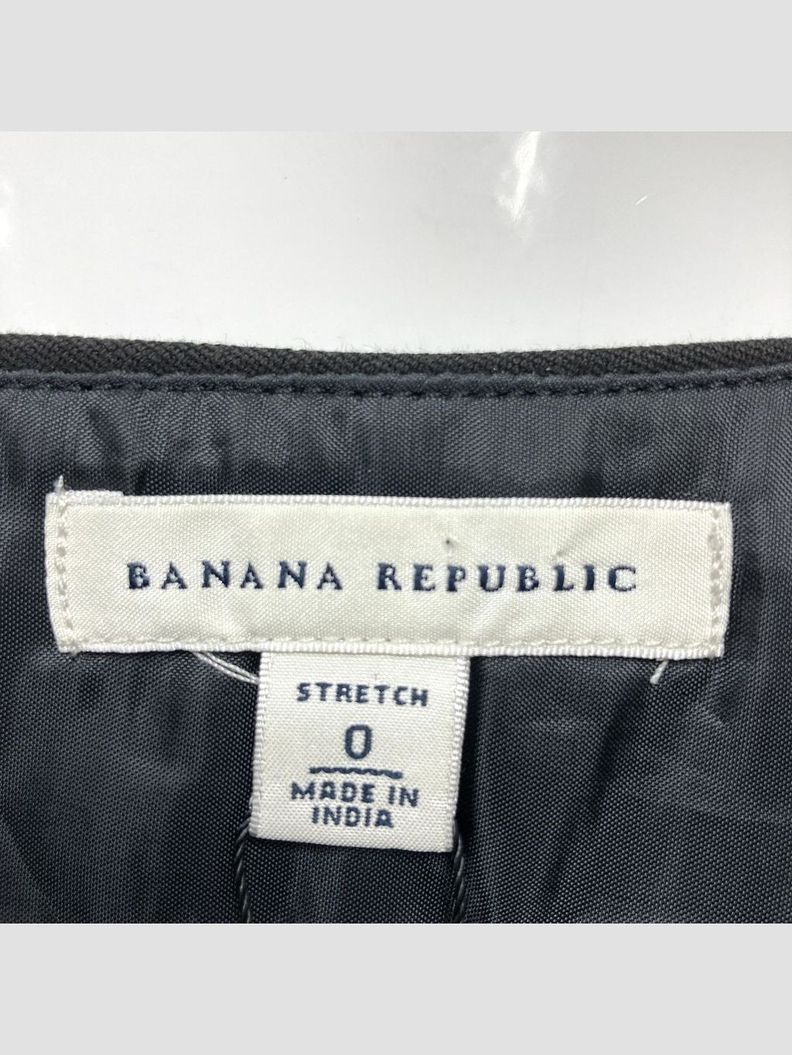 BANANA REPUBLIC
STRETCH
0
MADE IN
INDIA